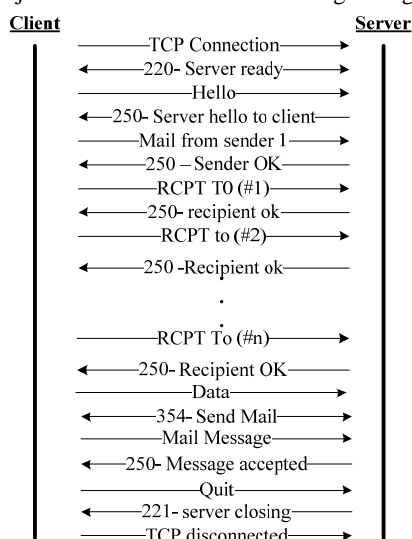 Client Server
TCP Connection
220- Server ready
Hello
250- Server hello to client
Mail from sender 1
250 – Sender OK
RCPT T0 (#1)
250- recipient ok
RCPT to (#2)
250 -Recipient ok
.
.
.
RCPT To (#n)
250- Recipient OK
Data
354- Send Mail
Mail Message
250- Message accepted
Quit
221- server closing
TCP disconnected